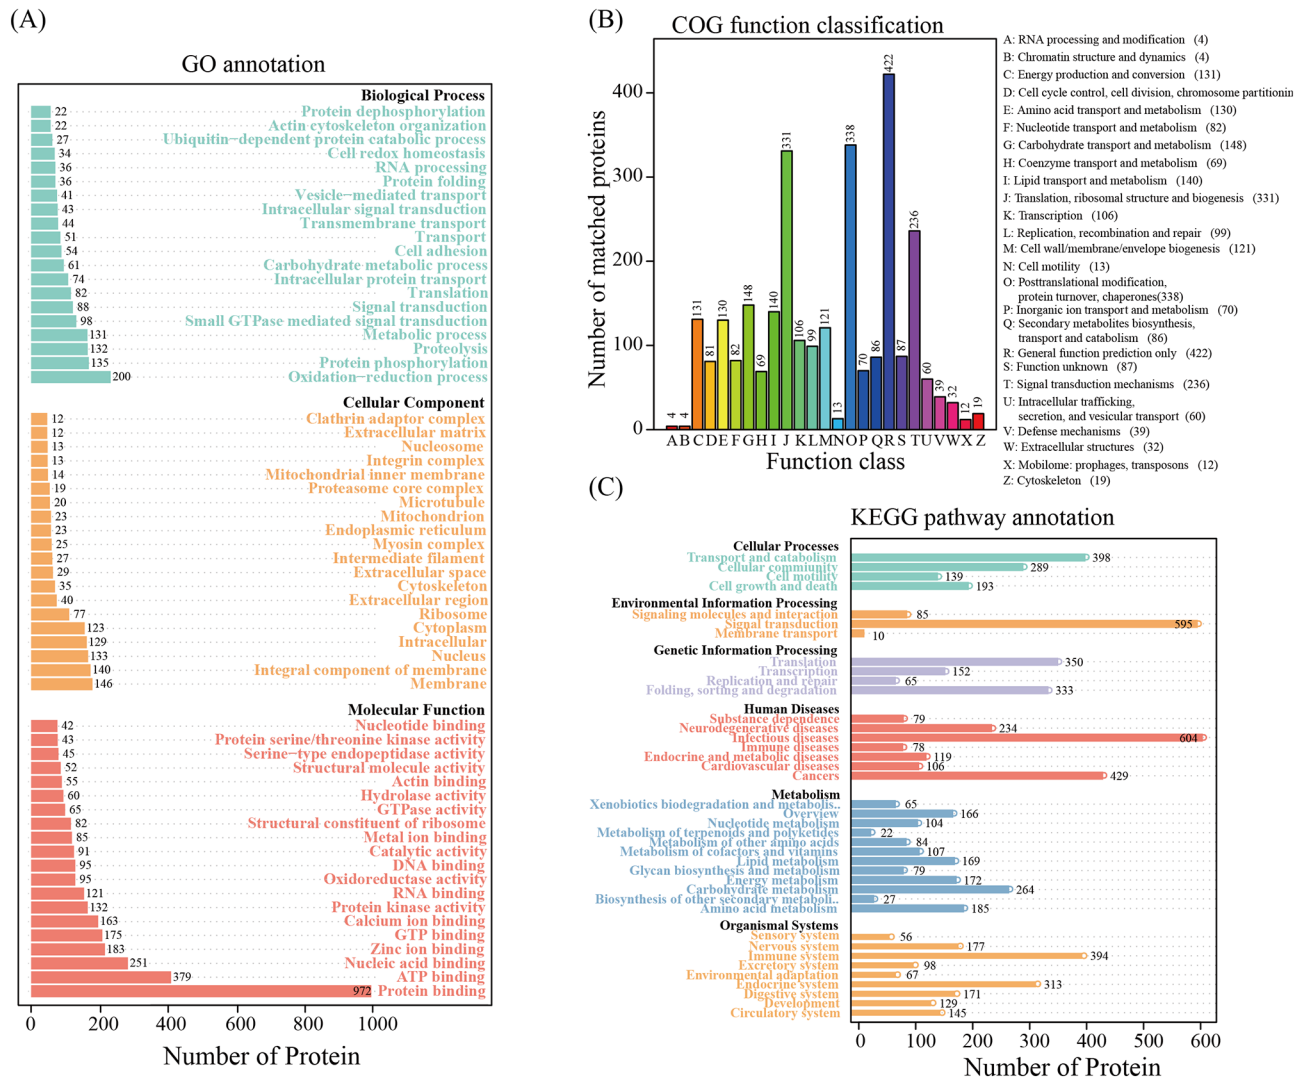 (A)
GO annotation
Biological Process
22 Protein dephosphorylation
22 Actin cytoskeleton organization
27 Ubiquitin−dependent protein catabolic process
34 Cell redox homeostasis
36 RNA processing
36 Protein folding
41 Vesicle−mediated transport
43 Intracellular signal transduction
44 Transmembrane transport
51 Transport
54 Cell adhesion
61 Carbohydrate metabolic process
74 Intracellular protein transport
82 Translation
88 Signal transduction
98 Small GTPase mediated signal transduction
131 Metabolic process
132 Proteolysis
135 Protein phosphorylation
200 Oxidation−reduction process
Cellular Component
12 Clathrin adaptor complex
12 Extracellular matrix
13 Nucleosome
13 Integrin complex
14 Mitochondrial inner membrane
19 Proteasome core complex
20 Microtubule
23 Mitochondrion
23 Endoplasmic reticulum
25 Myosin complex
27 Intermediate filament
29 Extracellular space
35 Cytoskeleton
40 Extracellular region
77 Ribosome
123 Cytoplasm
129 Intracellular
133 Nucleus
140 Integral component of membrane
146 Membrane
Molecular Function
42 Nucleotide binding
43 Protein serine/threonine kinase activity
45 Serine−type endopeptidase activity
52 Structural molecule activity
55 Actin binding
60 Hydrolase activity
65 GTPase activity
82 Structural constituent of ribosome
85 Metal ion binding
91 Catalytic activity
95 DNA binding
95 Oxidoreductase activity
121 RNA binding
132 Protein kinase activity
163 Calcium ion binding
175 GTP binding
183 Zinc ion binding
251 Nucleic acid binding
379 ATP binding
972 Protein binding
0 200 400 600 800 1000
Number of Protein
(B)
COG function classification
Number of matched proteins
400
300
200
100
0
4 4 131 81 130 82 148 69 140 331 106 99 121 13 338 70 86 422 87 236 60 39 32 12 19
A B C D E F G H I J K L M N O P Q R S T U V W X Z
Function class
A: RNA processing and modification (4)
B: Chromatin structure and dynamics (4)
C: Energy production and conversion (131)
D: Cell cycle control, cell division, chromosome partitionin
E: Amino acid transport and metabolism (130)
F: Nucleotide transport and metabolism (82)
G: Carbohydrate transport and metabolism (148)
H: Coenzyme transport and metabolism (69)
I: Lipid transport and metabolism (140)
J: Translation, ribosomal structure and biogenesis (331)
K: Transcription (106)
L: Replication, recombination and repair (99)
M: Cell wall/membrane/envelope biogenesis (121)
N: Cell motility (13)
O: Posttranslational modification,
protein turnover, chaperones(338)
P: Inorganic ion transport and metabolism (70)
Q: Secondary metabolites biosynthesis,
transport and catabolism (86)
R: General function prediction only (422)
S: Function unknown (87)
T: Signal transduction mechanisms (236)
U: Intracellular trafficking,
secretion, and vesicular transport (60)
V: Defense mechanisms (39)
W: Extracellular structures (32)
X: Mobilome: prophages, transposons (12)
Z: Cytoskeleton (19)
(C)
KEGG pathway annotation
Cellular Processes
Transport and catabolism 398
Cellular community 289
Cell motility 139
Cell growth and death 193
Environmental Information Processing
Signaling molecules and interaction 85
Signal transduction 595
Membrane transport 10
Genetic Information Processing
Translation 350
Transcription 152
Replication and repair 65
Folding, sorting and degradation 333
Human Diseases
Substance dependence 79
Neurodegenerative diseases 234
Infectious diseases 604
Immune diseases 78
Endocrine and metabolic diseases 119
Cardiovascular diseases 106
Cancers 429
Metabolism
Xenobiotics biodegradation and metabolis.. 65
Overview 166
Nucleotide metabolism 104
Metabolism of terpenoids and polyketides 22
Metabolism of other amino acids 84
Metabolism of cofactors and vitamins 107
Lipid metabolism 169
Glycan biosynthesis and metabolism 79
Energy metabolism 172
Carbohydrate metabolism 264
Biosynthesis of other secondary metaboli.. 27
Amino acid metabolism 185
Organismal Systems
Sensory system 56
Nervous system 177
Immune system 394
Excretory system 98
Environmental adaptation 67
Endocrine system 313
Digestive system 171
Development 129
Circulatory system 145
0 100 200 300 400 500 600
Number of Protein